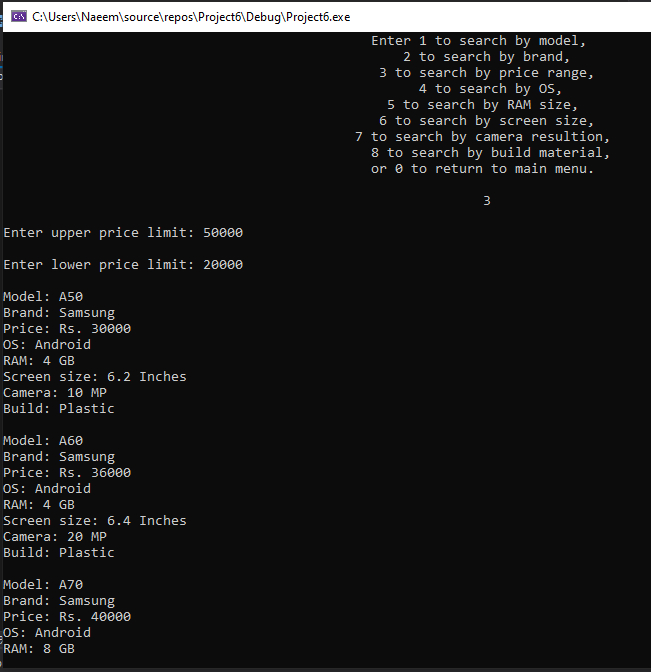 C:\Users\Naeem\source\repos\Project6\Debug\Project6.exe
Enter 1 to search by model,
2 to search by brand,
3 to search by price range,
4 to search by OS,
5 to search by RAM size,
6 to search by screen size,
7 to search by camera resultion,
8 to search by build material,
or 0 to return to main menu.
3
Enter upper price limit: 50000
Enter lower price limit: 20000
Model: A50
Brand: Samsung
Price: Rs. 30000
OS: Android
RAM: 4 GB
Screen size: 6.2 Inches
Camera: 10 MP
Build: Plastic
Model: A60
Brand: Samsung
Price: Rs. 36000
OS: Android
RAM: 4 GB
Screen size: 6.4 Inches
Camera: 20 MP
Build: Plastic
Model: A70
Brand: Samsung
Price: Rs. 40000
OS: Android
RAM: 8 GB